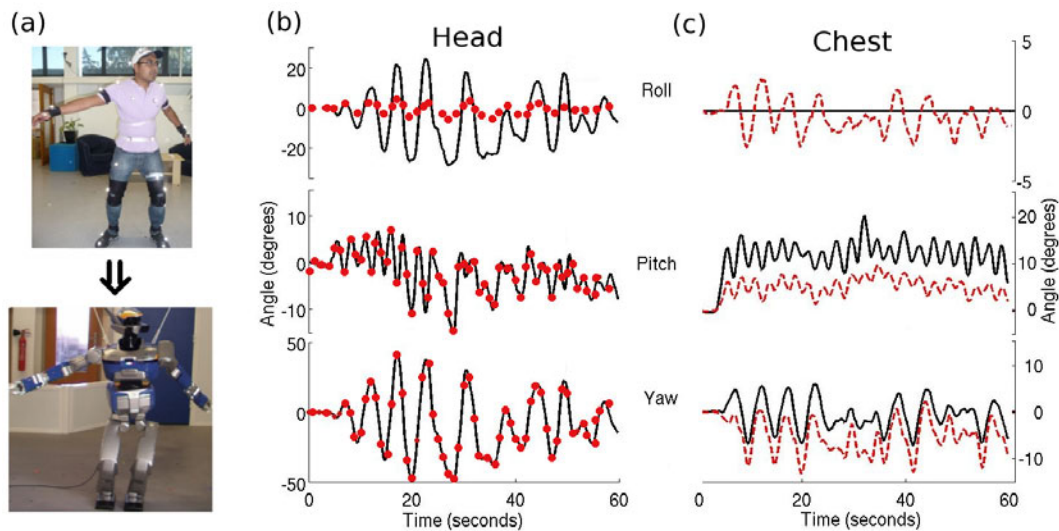 (a)
(b)
Head
(c)
Chest
20
0
-20
Roll
5
0
-5
Angle (degrees)
10
0
-10
Pitch
20
10
0
Angle (degrees)
50
0
-50
Yaw
10
0
-10
0 20 40 60
Time (seconds)
0 20 40 60
Time (seconds)